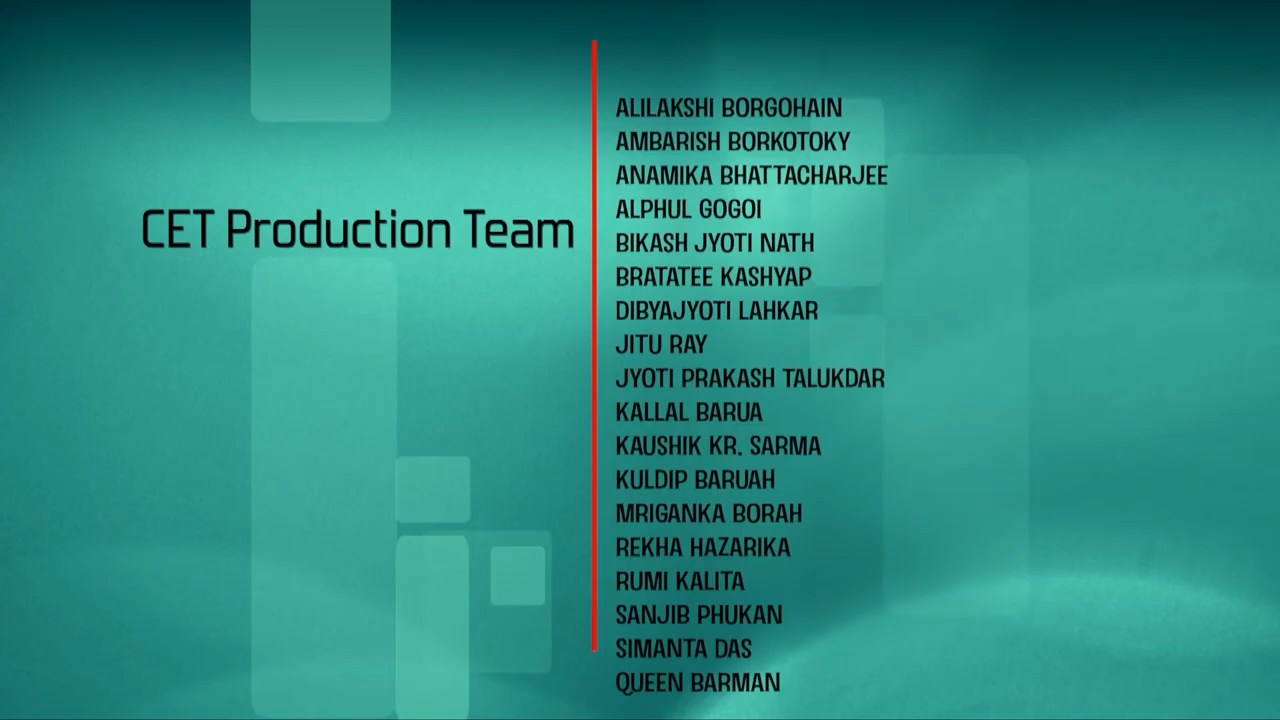 CET Production Team
ALILAKSHI BORGOHAIN
AMBARISH BORKOTOKY
ANAMIKA BHATTACHARJEE
ALPHUL GOGOI
BIKASH JYOTI NATH
BRATATEE KASHYAP
DIBYAJYOTI LAHKAR
JITU RAY
JYOTI PRAKASH TALUKDAR
KALLAL BARUA
KAUSHIK KR. SARMA
KULDIP BARUAH
MRIGANKA BORAH
REKHA HAZARIKA
RUMI KALITA
SANJIB PHUKAN
SIMANTA DAS
QUEEN BARMAN